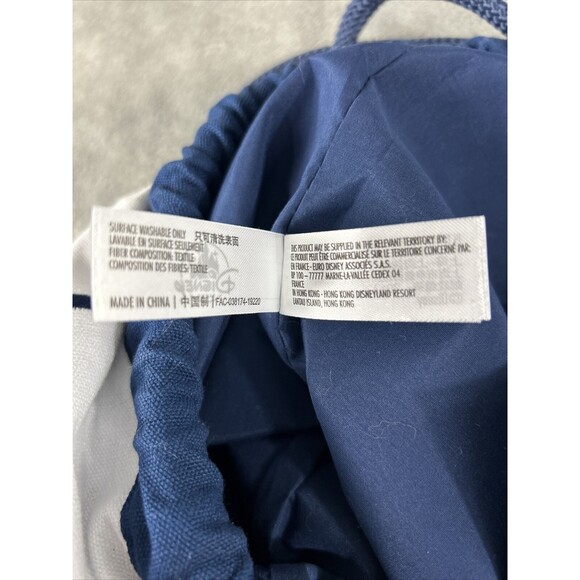 SURFACE WASHABLE ONLY 只可清洗表面
LAVABLE EN SURFACE SEULEMENT
FIBER COMPOSITION: TEXTILE
COMPOSITION DES FIBRES: TEXTILE
MADE IN CHINA | 中国制 | FAC-038174-19220
THIS PRODUCT MAY BE SUPPLIED IN THE RELEVANT TERRITORY BY:
CE PRODUIT PEUT ÊTRE COMMERCIALISÉ SUR LE TERRITOIRE CONCERNÉ PAR:
EN FRANCE - EURO DISNEY ASSOCIÉS S.A.S.
BP 100 - 77777 MARNE-LA-VALLÉE CEDEX 04
FRANCE
IN HONG KONG - HONG KONG DISNEYLAND RESORT
LANTAU ISLAND, HONG KONG